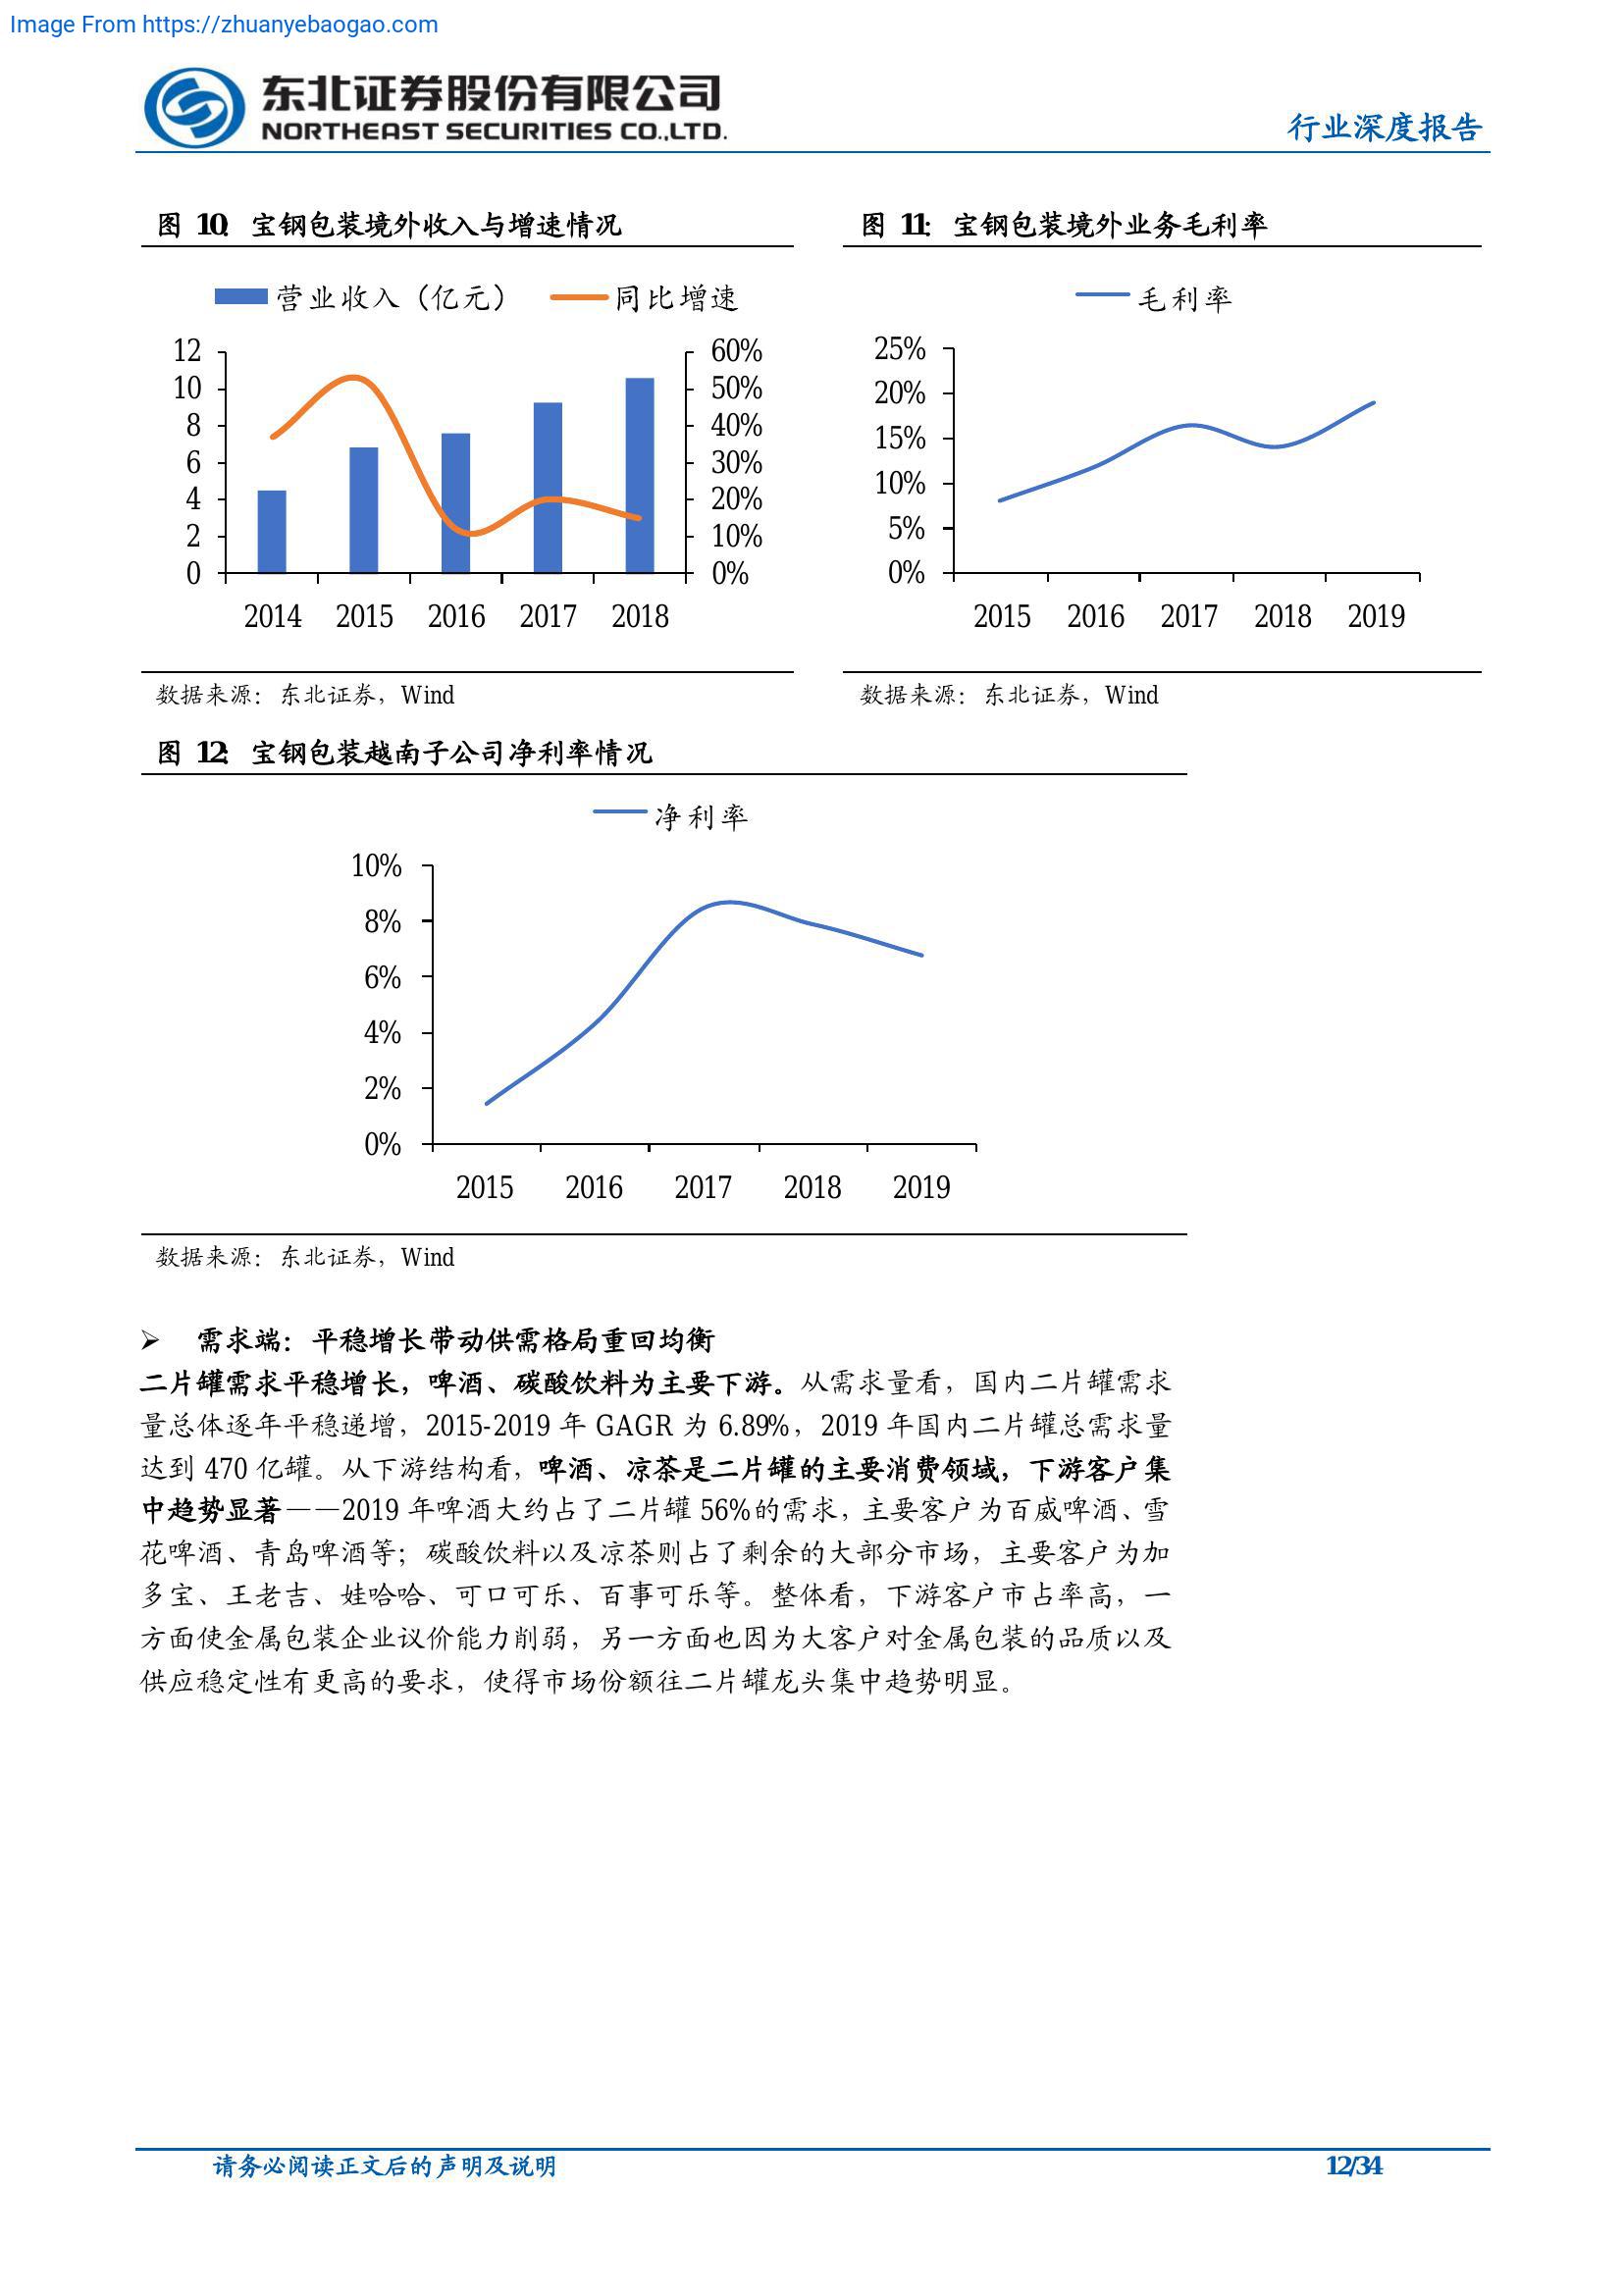 Image From https://zhuanyebaogao.com
东北证券股份有限公司
NORTHEAST SECURITIES CO.,LTD.
行业深度报告
图 10: 宝钢包装境外收入与增速情况
营业收入（亿元） 同比增速
12 60%
10 50%
8 40%
6 30%
4 20%
2 10%
0 0%
2014 2015 2016 2017 2018
数据来源：东北证券，Wind
图 11: 宝钢包装境外业务毛利率
毛利率
25%
20%
15%
10%
5%
0%
2015 2016 2017 2018 2019
数据来源：东北证券，Wind
图 12: 宝钢包装越南子公司净利率情况
净利率
10%
8%
6%
4%
2%
0%
2015 2016 2017 2018 2019
数据来源：东北证券，Wind
➢ 需求端：平稳增长带动供需格局重回均衡
二片罐需求平稳增长，啤酒、碳酸饮料为主要下游。从需求量看，国内二片罐需求
量总体逐年平稳递增，2015-2019 年 GAGR 为 6.89%，2019 年国内二片罐总需求量
达到 470 亿罐。从下游结构看，啤酒、凉茶是二片罐的主要消费领域，下游客户集
中趋势显著——2019 年啤酒大约占了二片罐 56%的需求，主要客户为百威啤酒、雪
花啤酒、青岛啤酒等；碳酸饮料以及凉茶则占了剩余的大部分市场，主要客户为加
多宝、王老吉、娃哈哈、可口可乐、百事可乐等。整体看，下游客户市占率高，一
方面使金属包装企业议价能力削弱，另一方面也因为大客户对金属包装的品质以及
供应稳定性有更高的要求，使得市场份额往二片罐龙头集中趋势明显。
请务必阅读正文后的声明及说明
12/34